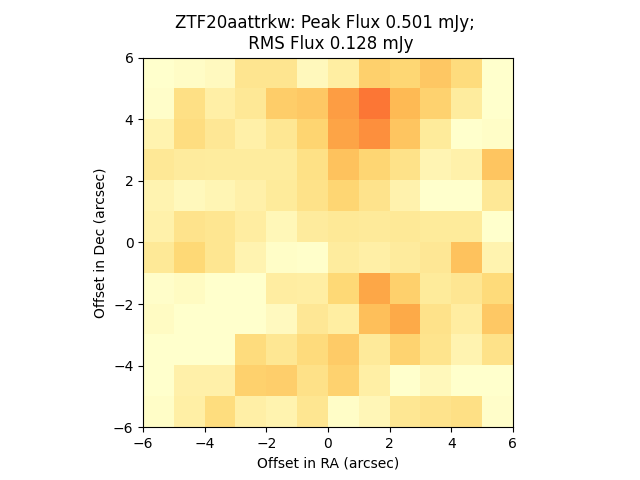 ZTF20aattrkw: Peak Flux 0.501 mJy;
RMS Flux 0.128 mJy
6
4
2
0
−2
−4
−6
Offset in Dec (arcsec)
−6 −4 −2 0 2 4 6
Offset in RA (arcsec)